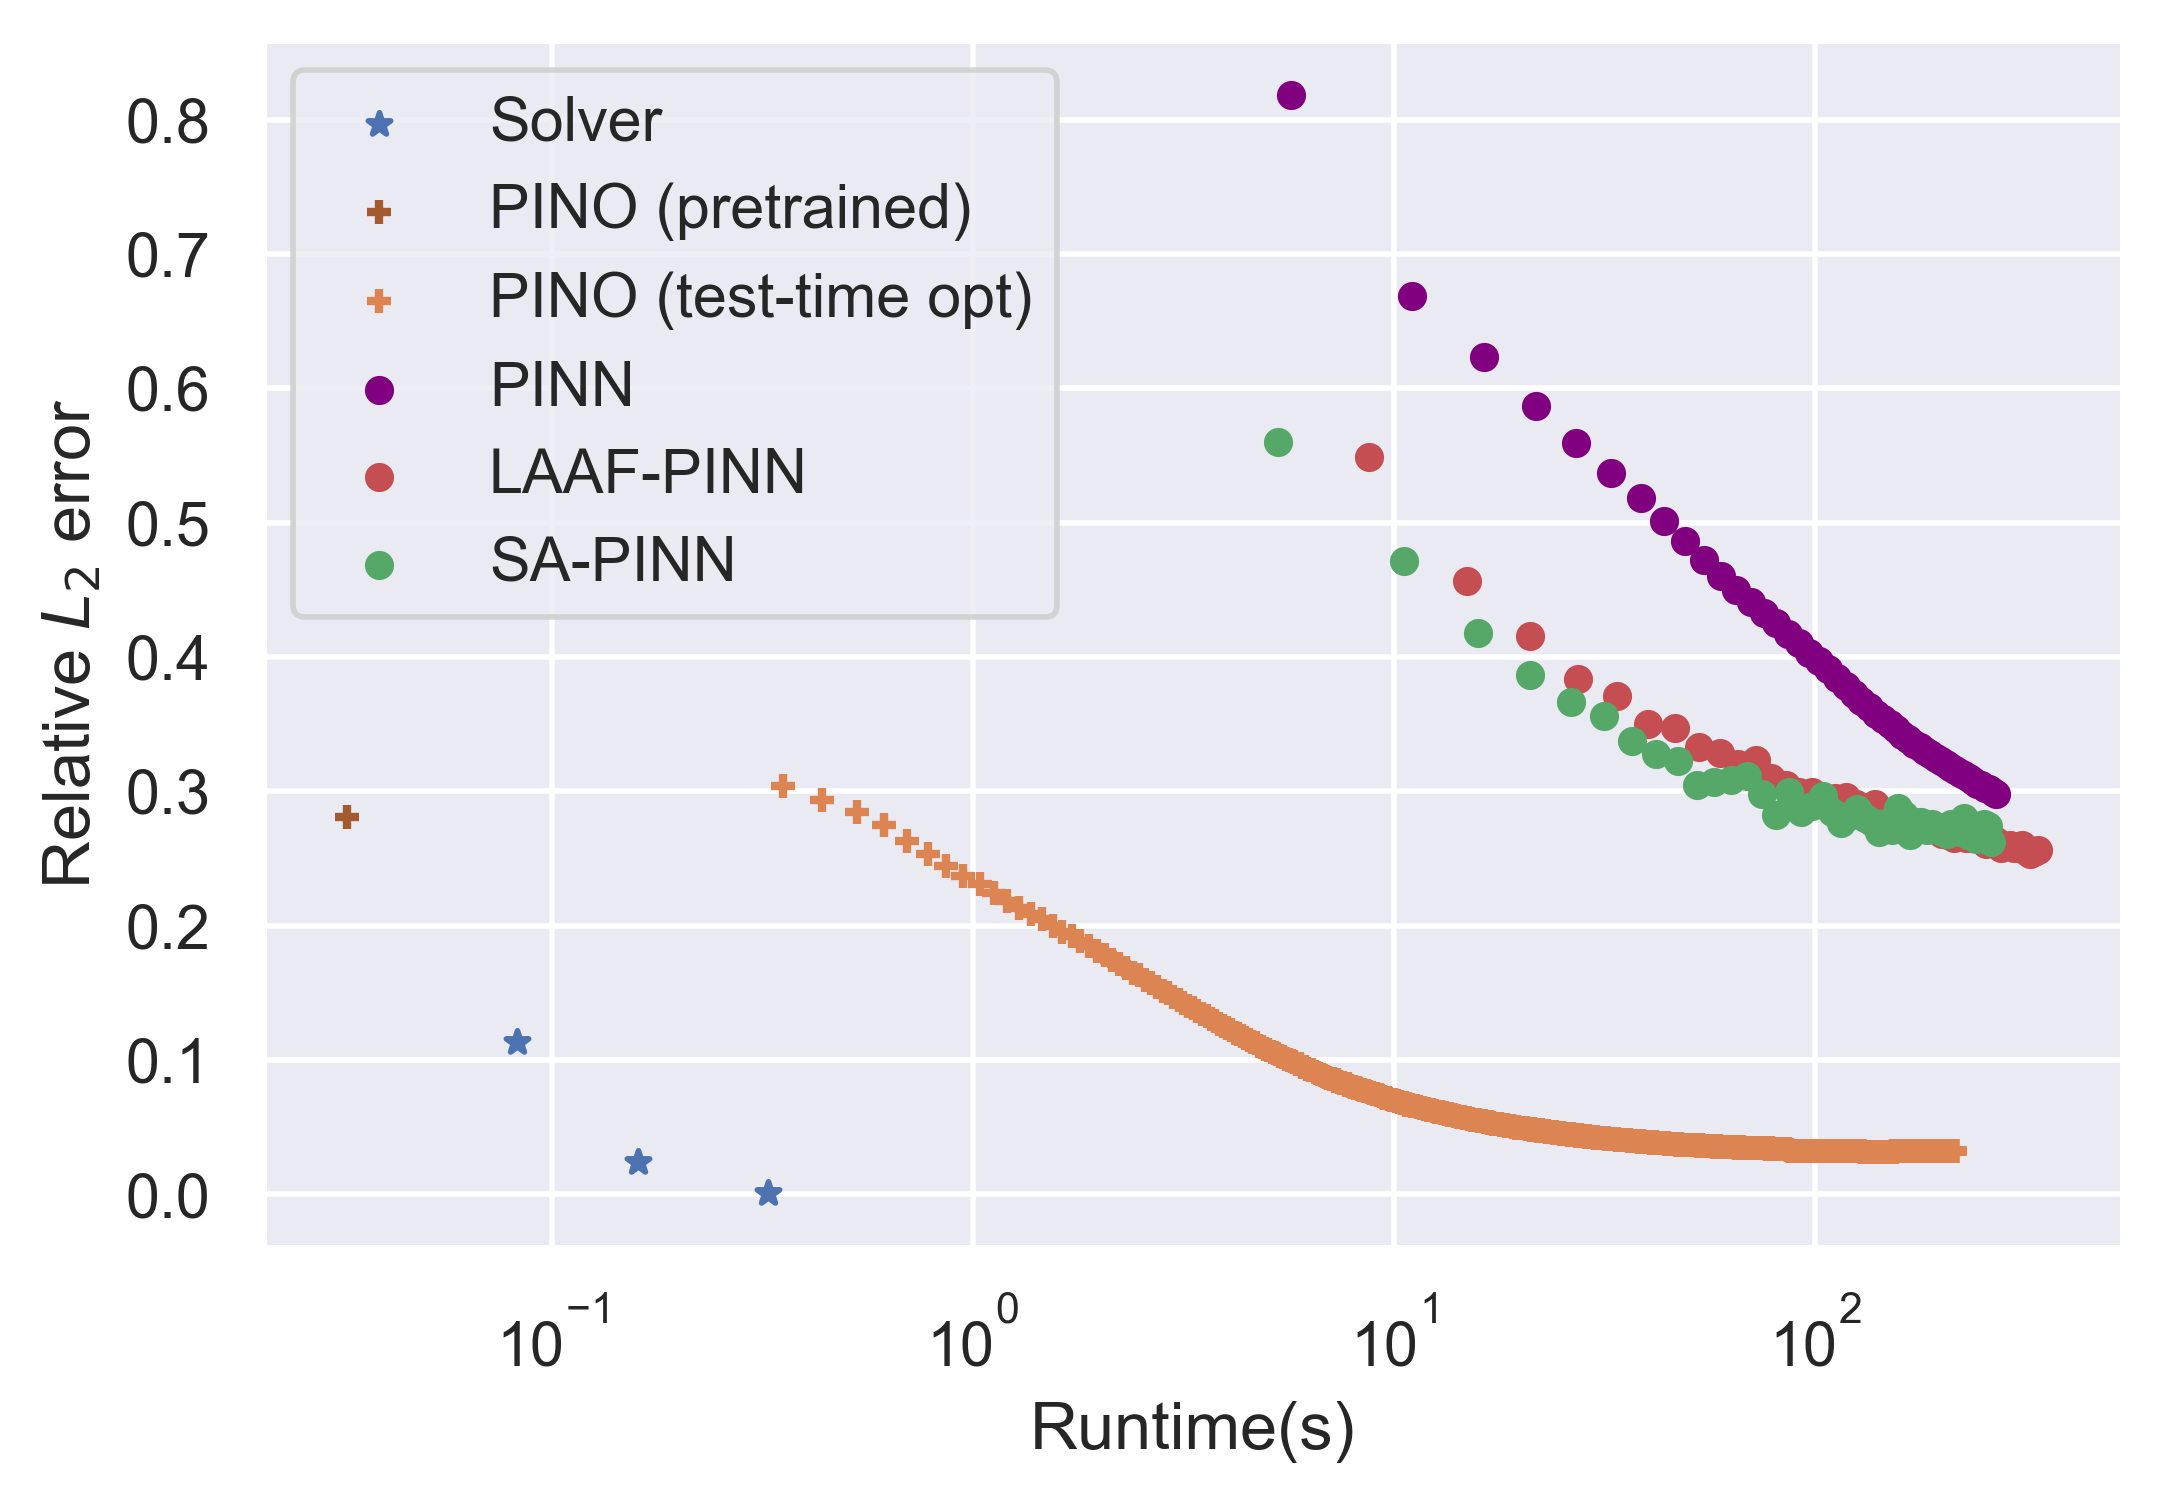 Solver
PINO (pretrained)
PINO (test-time opt)
PINN
LAAF-PINN
SA-PINN
Relative L₂ error
0.8
0.7
0.6
0.5
0.4
0.3
0.2
0.1
0.0
10⁻¹ 10⁰ 10¹ 10²
Runtime(s)